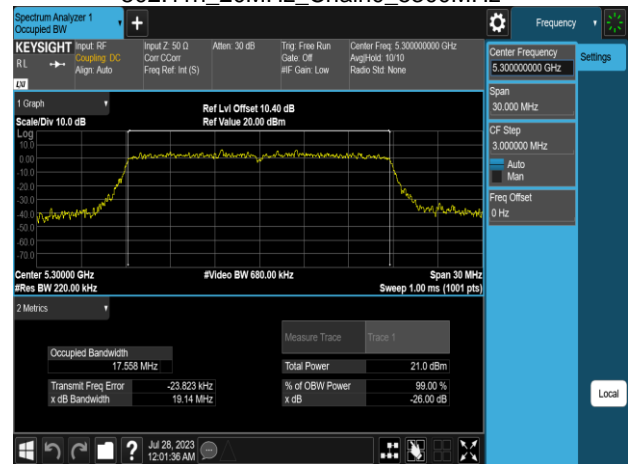 802.11n_20MHz_Chain0_5300MHz
Spectrum Analyzer 1
Occupied BW
Frequency
KEYSIGHT
RL
LXI
Input: RF
Coupling: DC
Align: Auto
Input Z: 50 Ω
Corr CCorr
Freq Ref: Int (S)
Atten: 30 dB
Trig: Free Run
Gate: Off
#IF Gain: Low
Center Freq: 5.300000000 GHz
Avg|Hold: 10/10
Radio Std: None
Center Frequency
5.300000000 GHz
Settings
Span
30.000 MHz
CF Step
3.000000 MHz
Auto
Man
Freq Offset
0 Hz
1 Graph
Scale/Div 10.0 dB
Ref Lvl Offset 10.40 dB
Ref Value 20.00 dBm
Log
10.0
0.00
-10.0
-20.0
-30.0
-40.0
-50.0
-60.0
-70.0
Center 5.30000 GHz
#Res BW 220.00 kHz
#Video BW 680.00 kHz
Span 30 MHz
Sweep 1.00 ms (1001 pts)
2 Metrics
Measure Trace
Trace 1
Occupied Bandwidth
17.558 MHz
Total Power
21.0 dBm
Transmit Freq Error
-23.823 kHz
% of OBW Power
99.00 %
x dB Bandwidth
19.14 MHz
x dB
-26.00 dB
Local
?
Jul 28, 2023
12:01:36 AM